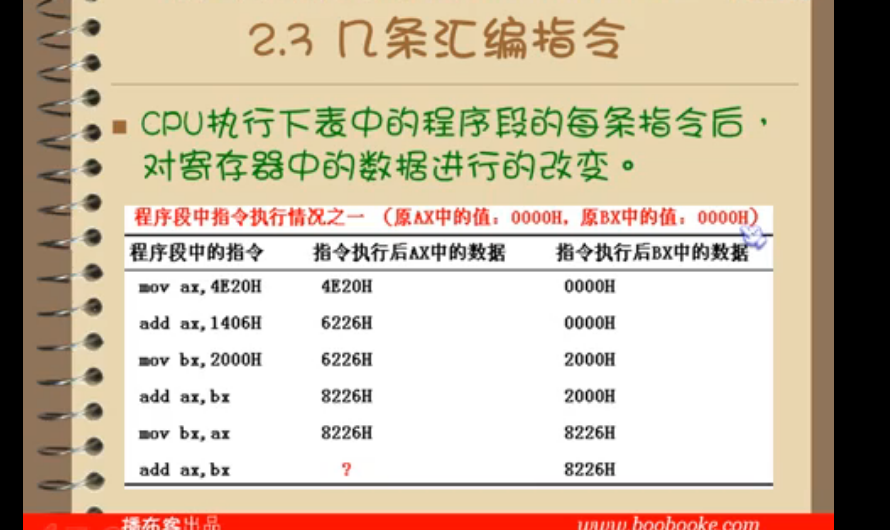 2.3 几条汇编指令
CPU执行下表中的程序段的每条指令后，
对寄存器中的数据进行的改变。
程序段中指令执行情况之一 （原AX中的值：0000H，原BX中的值：0000H）
程序段中的指令 指令执行后AX中的数据 指令执行后BX中的数据
mov ax,4E20H 4E20H 0000H
add ax,1406H 6226H 0000H
mov bx,2000H 6226H 2000H
add ax,bx 8226H 2000H
mov bx,ax 8226H 8226H
add ax,bx ? 8226H
播布客出品 www.boobooke.com